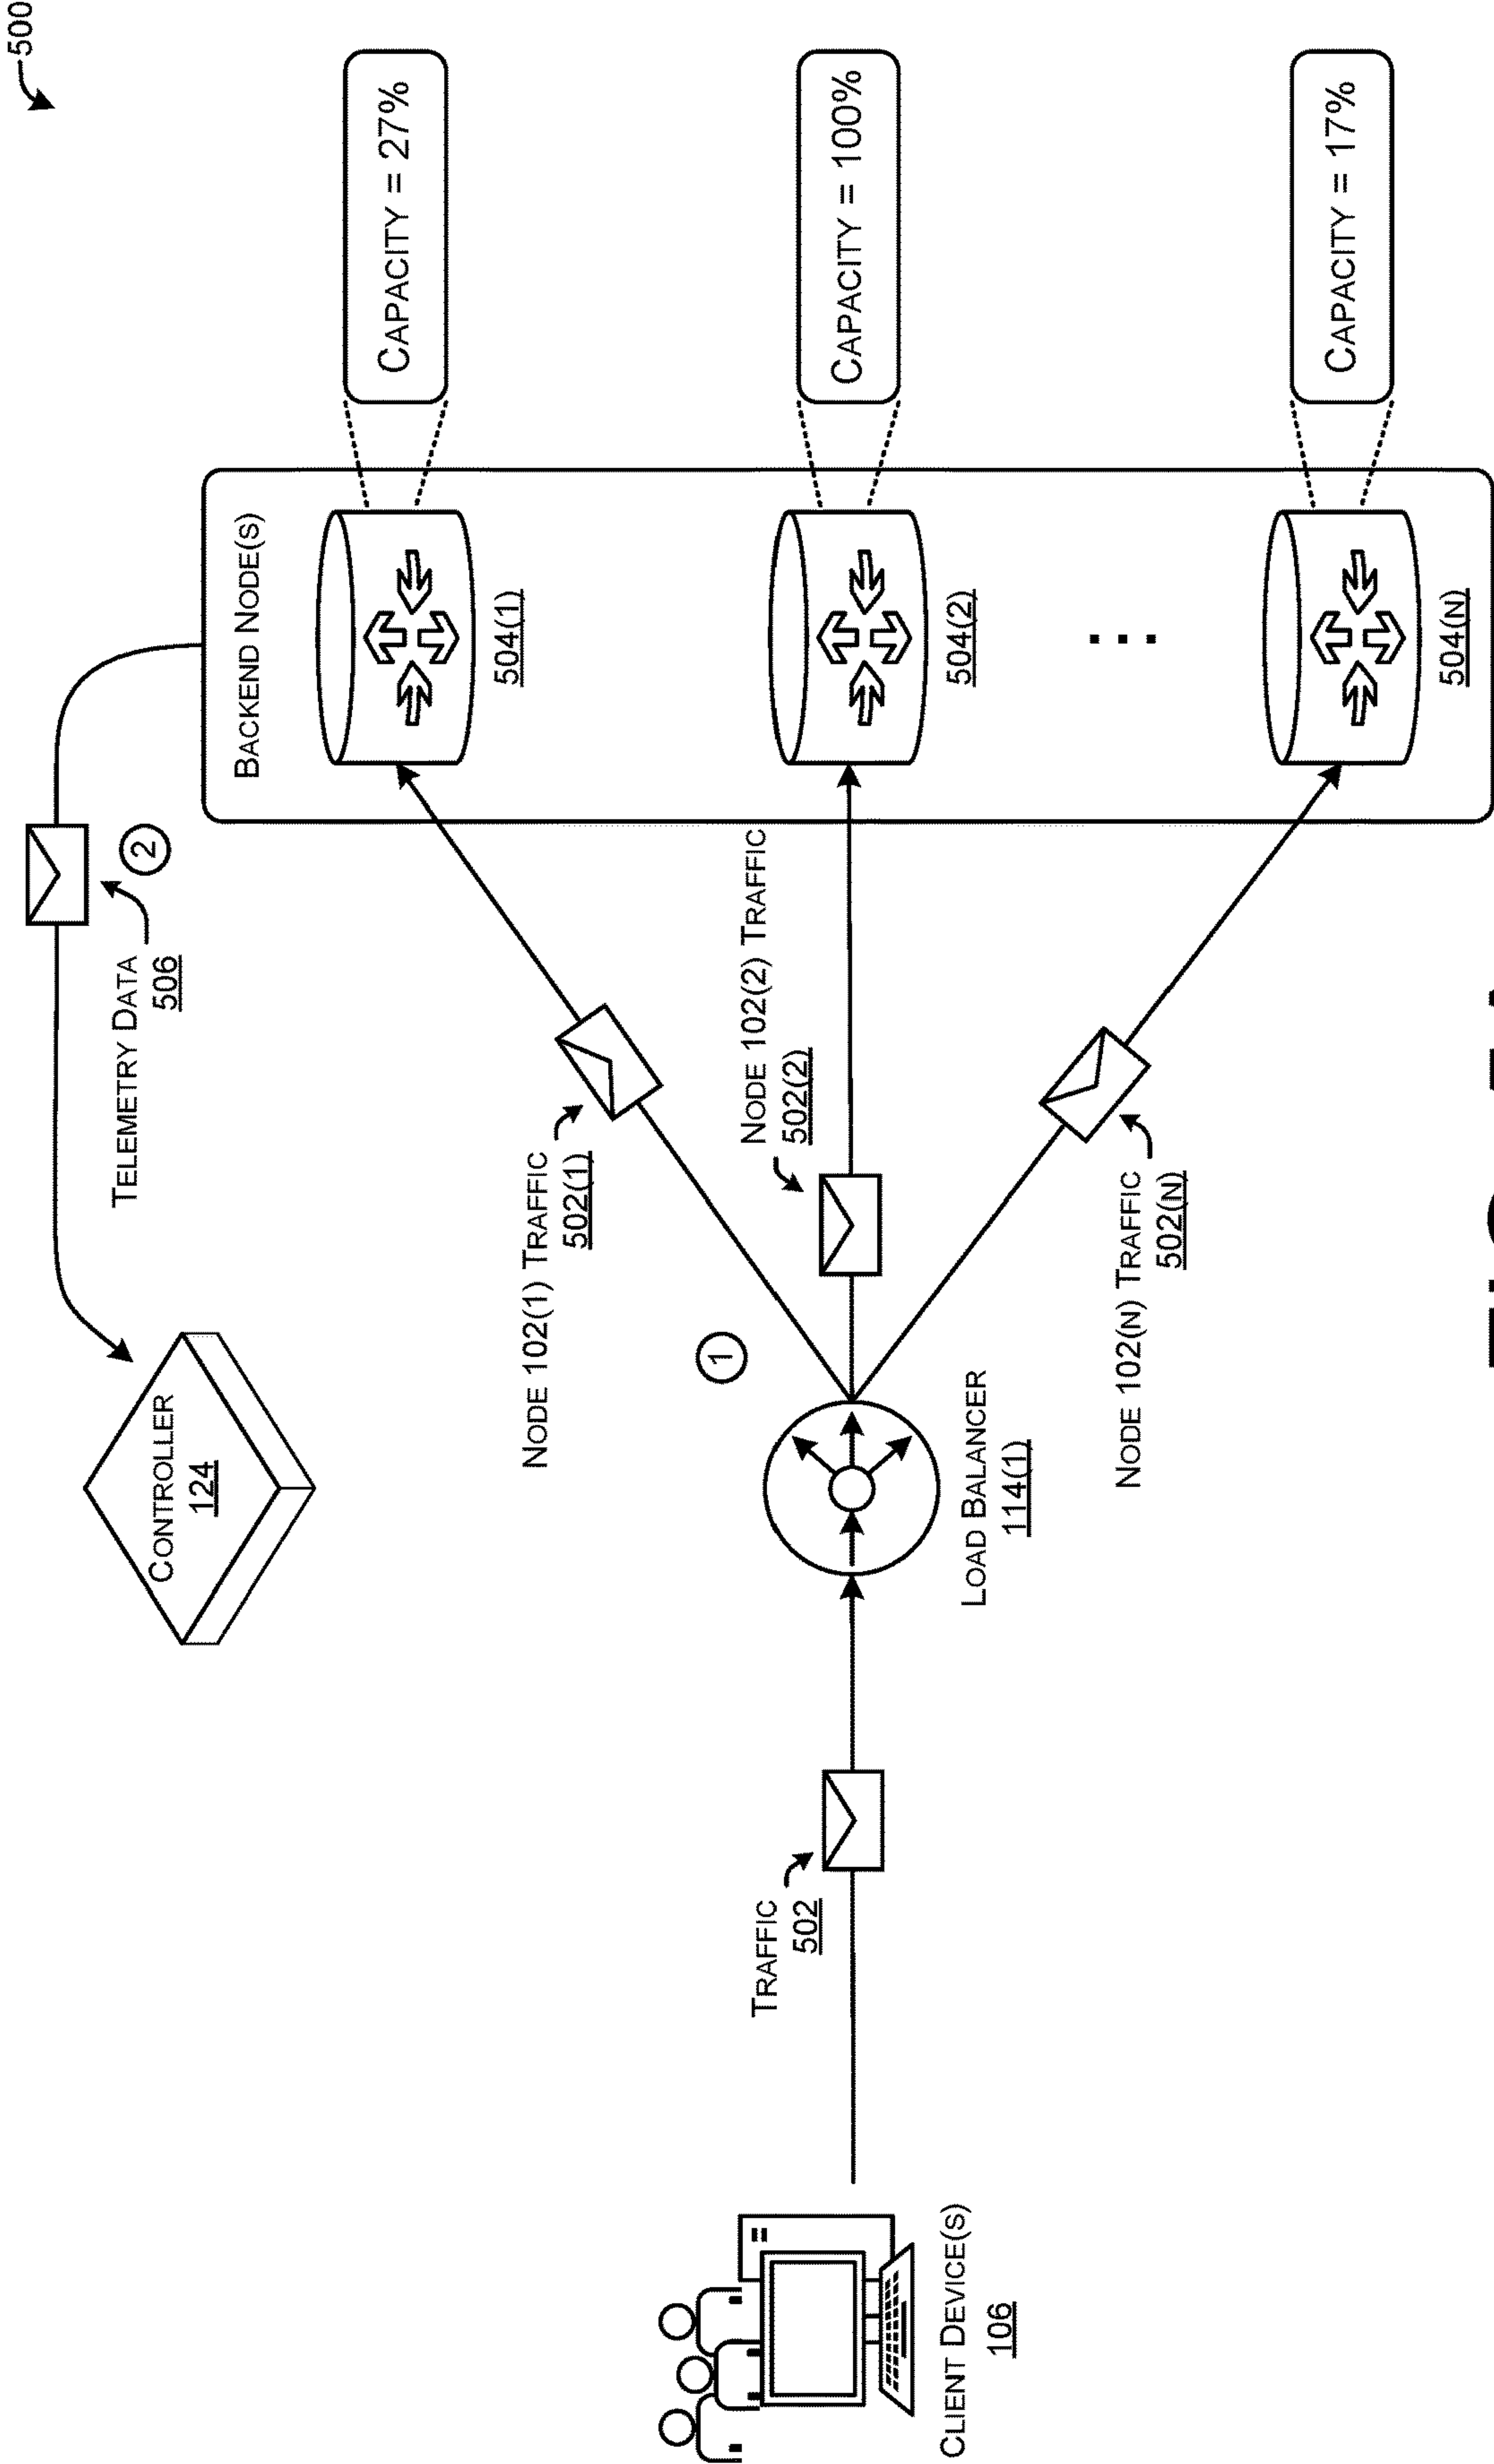 500
CONTROLLER
124
TELEMETRY DATA
506
2
BACKEND NODE(S)
CAPACITY = 27%
504(1)
NODE 102(1) TRAFFIC
502(1)
1
NODE 102(2) TRAFFIC
502(2)
CAPACITY = 100%
504(2)
TRAFFIC
502
LOAD BALANCER
114(1)
CLIENT DEVICE(S)
106
NODE 102(N) TRAFFIC
502(N)
...
CAPACITY = 17%
504(N)